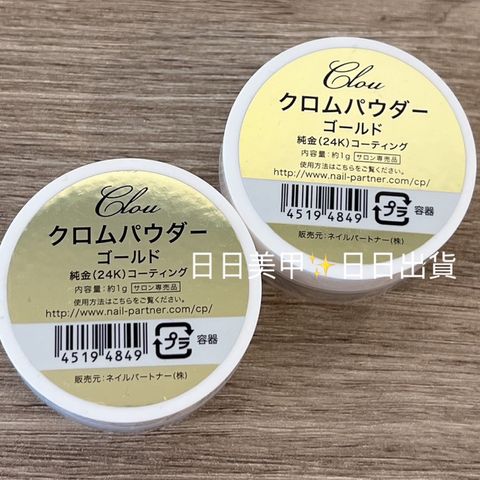 Clou
クロムパウダー
ゴールド
純金(24K)コーティング
内容量:約1g サロン専売品
使用方法はこちらをご覧ください。
http://www.nail-partner.com/cp/
4519 4849
プラ 容器
販売元:ネイルパートナー(株)
Clou
クロムパウダー
ゴールド
純金(24K)コーティング
内容量:約1g サロン専売品
使用方法はこちらをご覧ください。
http://www.nail-partner.com/cp/
4519 4849
プラ 容器
販売元:ネイルパートナー(株)
日日美甲✨日日出貨